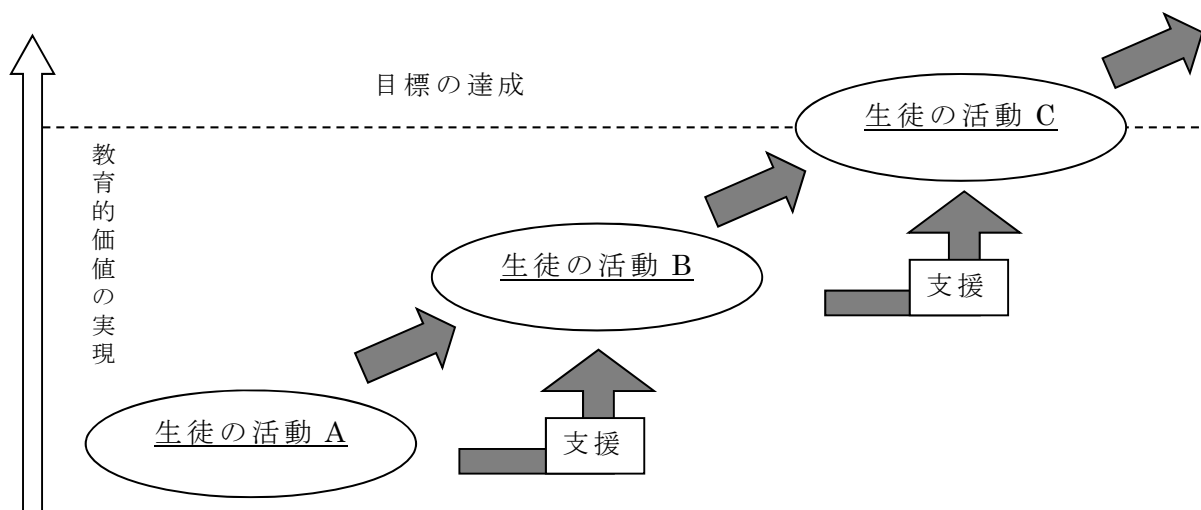 目標の達成
生徒の活動 C
教育的価値の実現
生徒の活動 B
支援
生徒の活動 A
支援